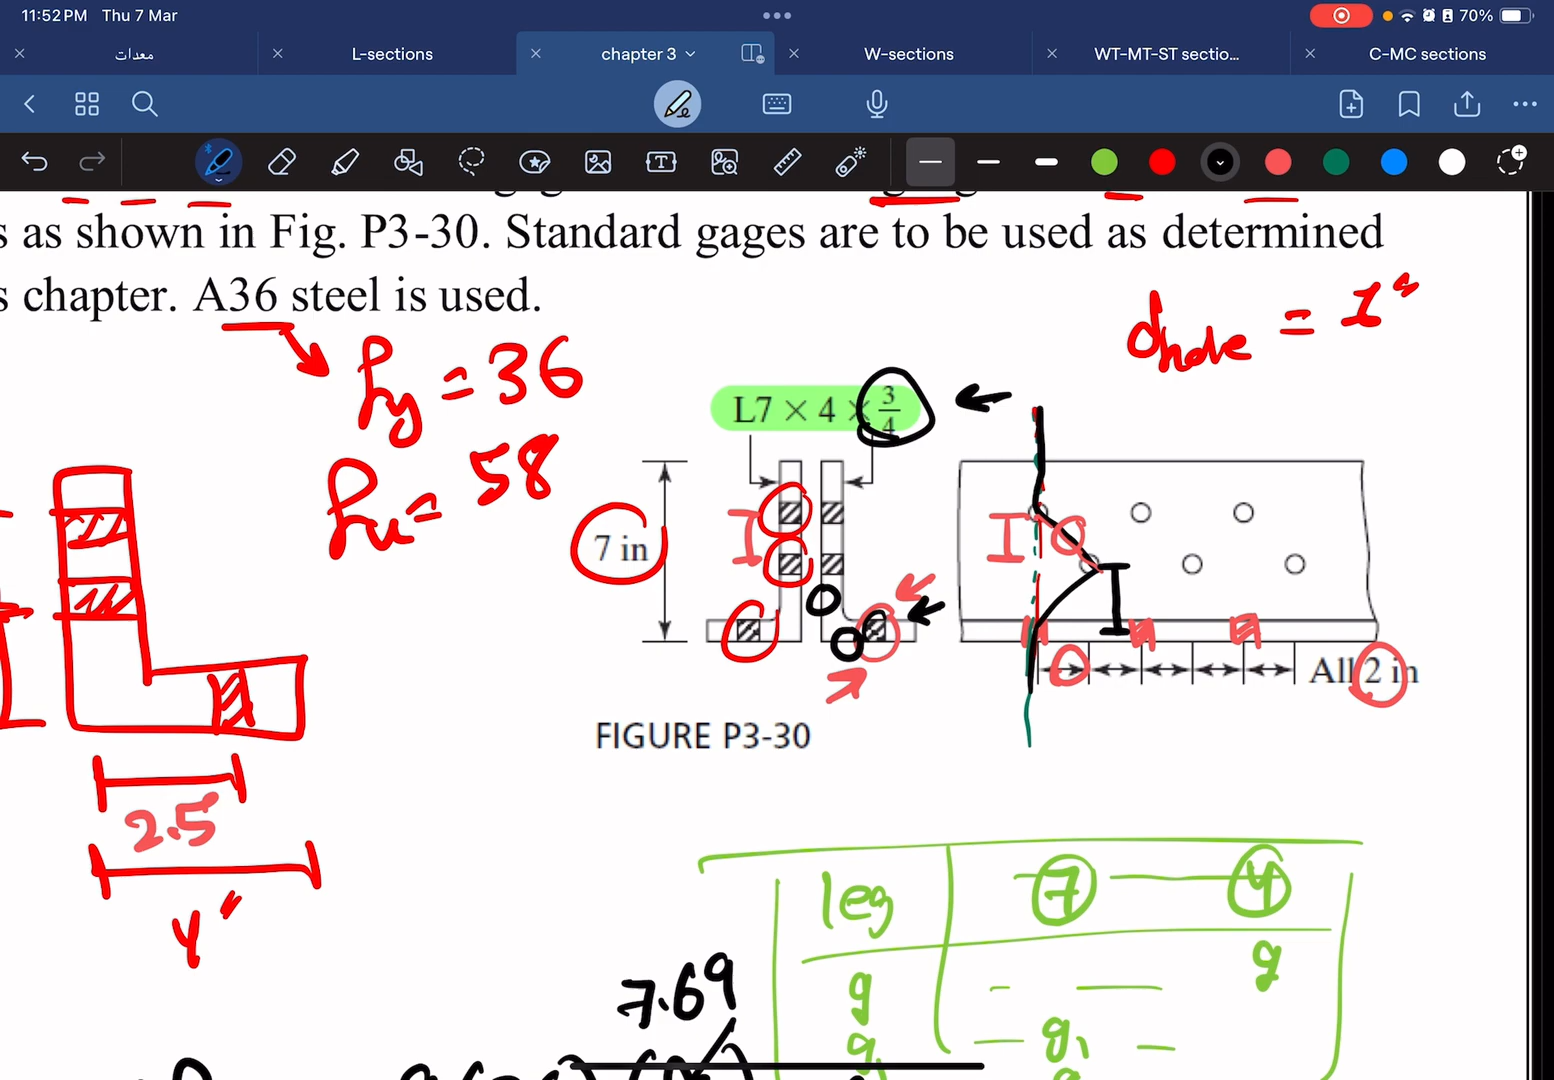 11:52 PM Thu 7 Mar
70%
معدات
L-sections
chapter 3
W-sections
WT-MT-ST sectio...
C-MC sections
s as shown in Fig. P3-30. Standard gages are to be used as determined
s chapter. A36 steel is used.
dhole = 1"
fy = 36
fu = 58
L7 × 4 × 3/4
7 in
All 2 in
FIGURE P3-30
2.5
4"
leg 7 4
g g
g1
7.69